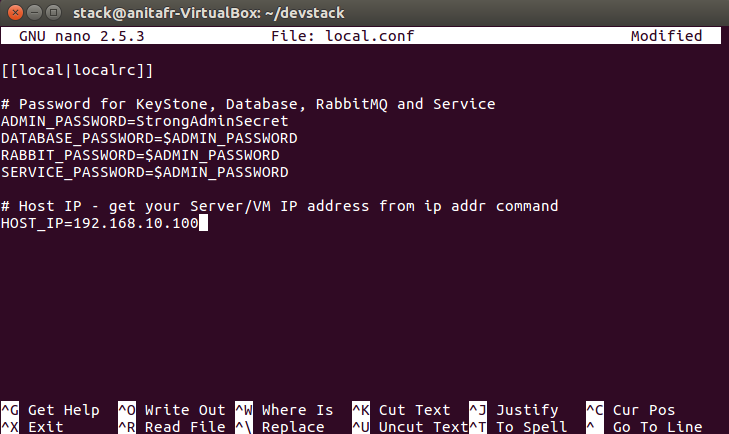 stack@anitafr-VirtualBox: ~/devstack
GNU nano 2.5.3 File: local.conf Modified
[[local|localrc]]
# Password for KeyStone, Database, RabbitMQ and Service
ADMIN_PASSWORD=StrongAdminSecret
DATABASE_PASSWORD=$ADMIN_PASSWORD
RABBIT_PASSWORD=$ADMIN_PASSWORD
SERVICE_PASSWORD=$ADMIN_PASSWORD
# Host IP - get your Server/VM IP address from ip addr command
HOST_IP=192.168.10.100
^G Get Help ^O Write Out ^W Where Is ^K Cut Text ^J Justify ^C Cur Pos
^X Exit ^R Read File ^\ Replace ^U Uncut Text^T To Spell ^_ Go To Line